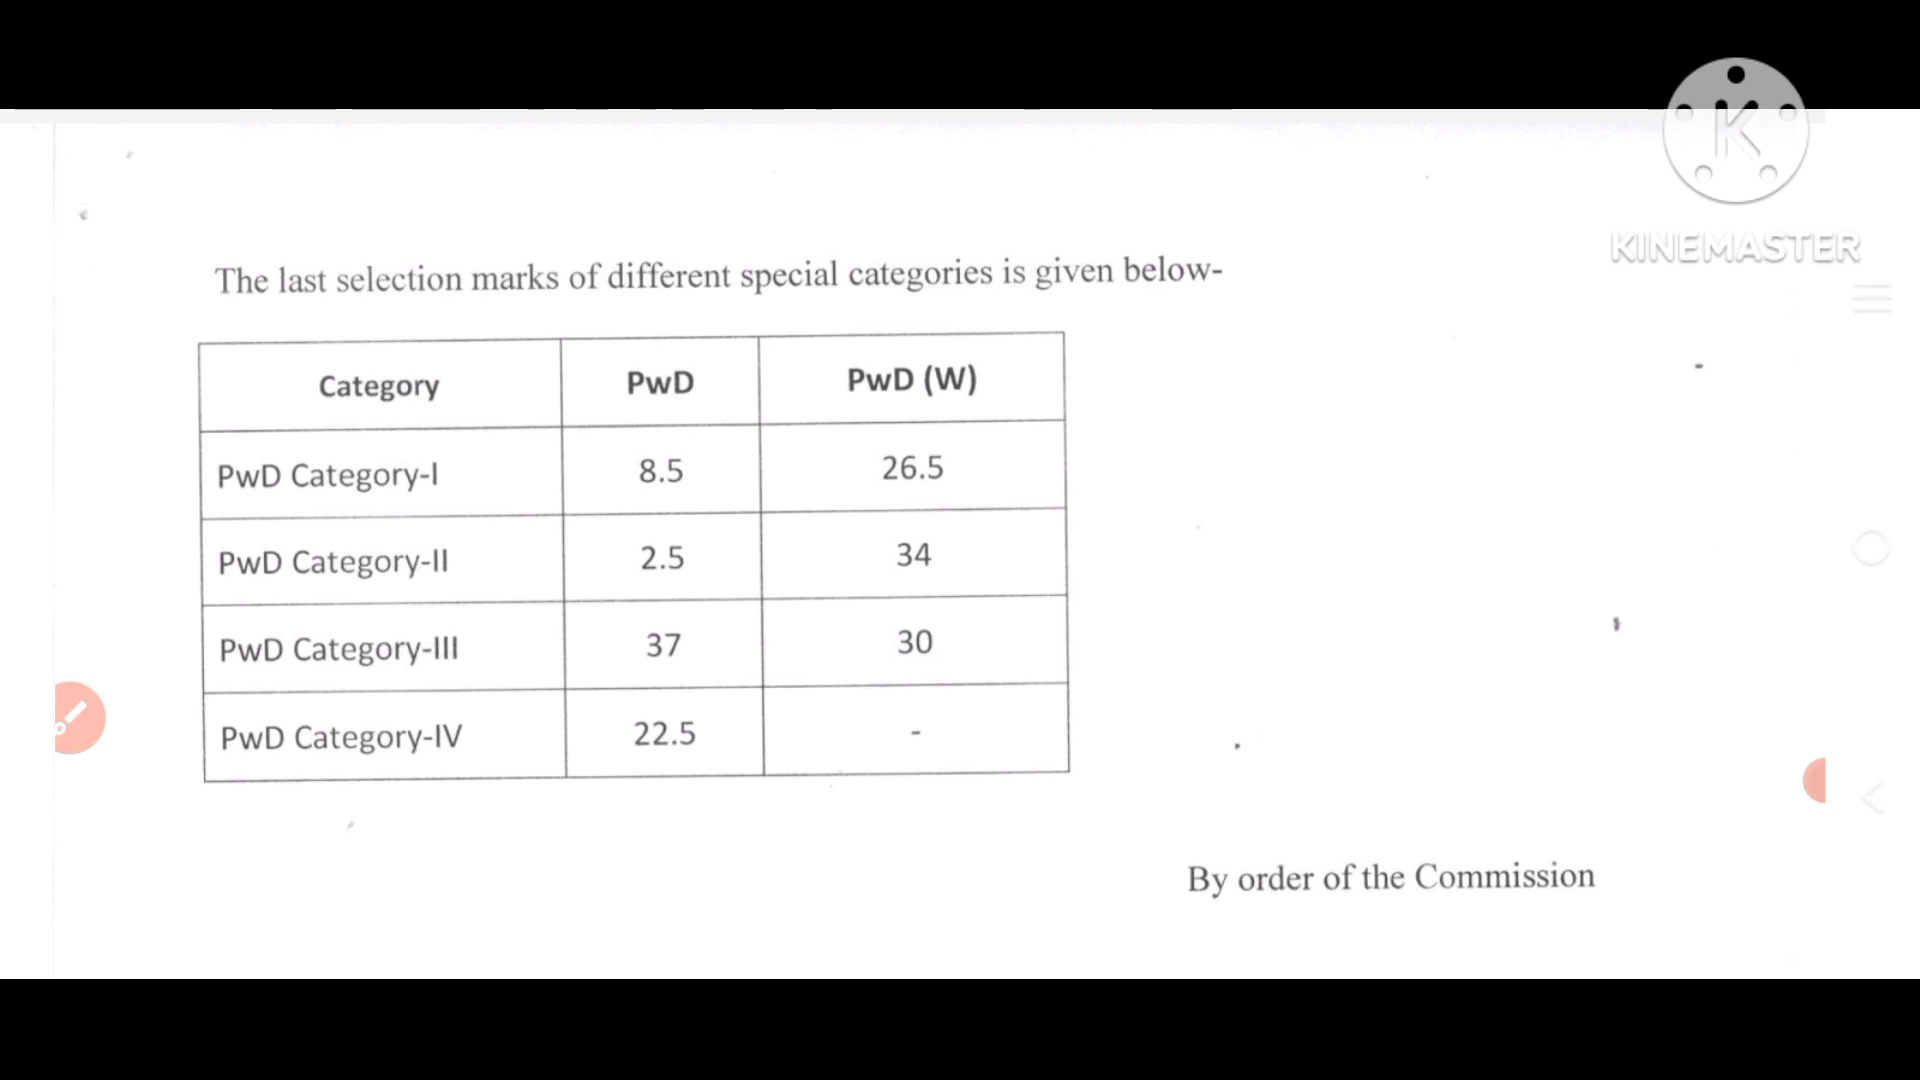 K
KINEMASTER
The last selection marks of different special categories is given below-
Category PwD PwD (W)
PwD Category-I 8.5 26.5
PwD Category-II 2.5 34
PwD Category-III 37 30
PwD Category-IV 22.5 -
By order of the Commission